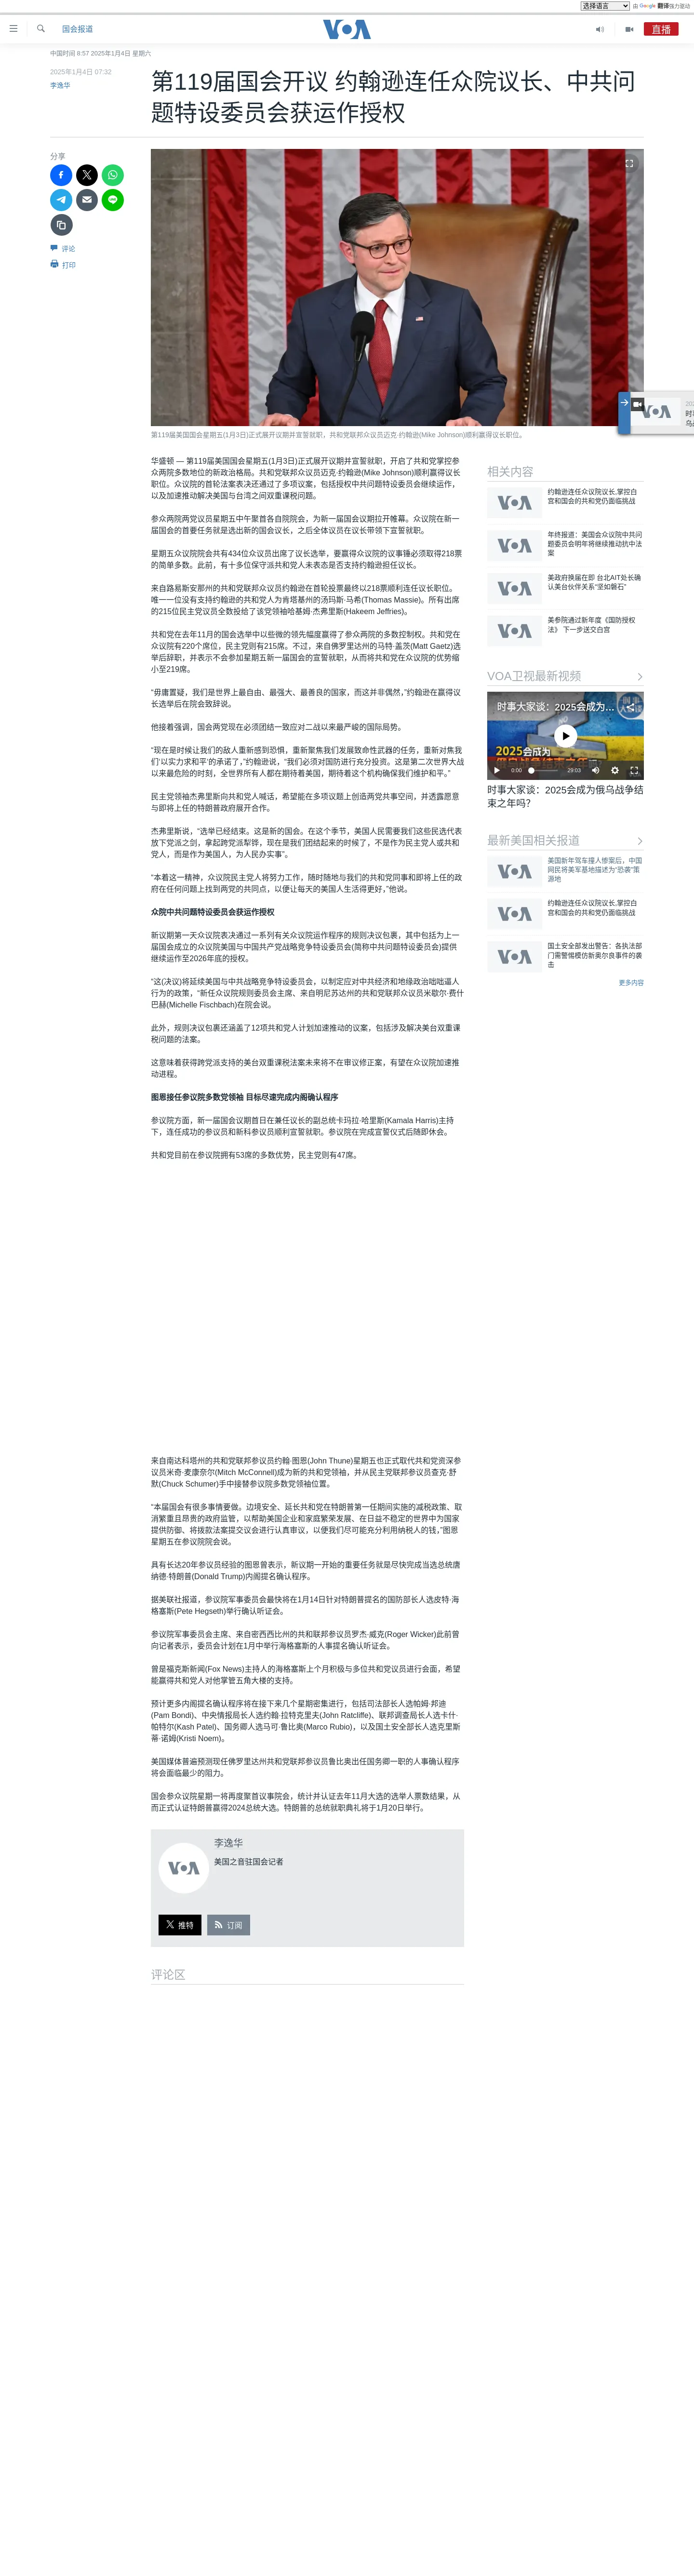 选择语言 由 Google 翻译强力驱动
国会报道
VOA
直播
中国时间 8:57 2025年1月4日 星期六
2025年1月4日 07:32
李逸华
第119届国会开议 约翰逊连任众院议长、中共问
题特设委员会获运作授权
分享
评论
打印
第119届美国国会星期五(1月3日)正式展开议期并宣誓就职，共和党联邦众议员迈克·约翰逊(Mike Johnson)顺利赢得议长职位。
华盛顿 — 第119届美国国会星期五(1月3日)正式展开议期并宣誓就职，开启了共和党掌控参
众两院多数地位的新政治格局。共和党联邦众议员迈克·约翰逊(Mike Johnson)顺利赢得议长
职位。众议院的首轮法案表决还通过了多项议案，包括授权中共问题特设委员会继续运作，
以及加速推动解决美国与台湾之间双重课税问题。
参众两院两党议员星期五中午聚首各自院院会，为新一届国会议期拉开帷幕。众议院在新一
届国会的首要任务就是选出新的国会议长，之后全体议员在议长带领下宣誓就职。
星期五众议院院会共有434位众议员出席了议长选举，要赢得众议院的议事锤必须取得218票
的简单多数。此前，有十多位保守派共和党人未表态是否支持约翰逊担任议长。
来自路易斯安那州的共和党联邦众议员约翰逊在首轮投票最终以218票顺利连任议长职位。
唯一一位没有支持约翰逊的共和党人为肯塔基州的汤玛斯·马希(Thomas Massie)。所有出席
的215位民主党议员全数投给了该党领袖哈基姆·杰弗里斯(Hakeem Jeffries)。
共和党在去年11月的国会选举中以些微的领先幅度赢得了参众两院的多数控制权。共和党在
众议院有220个席位，民主党则有215席。不过，来自佛罗里达州的马特·盖茨(Matt Gaetz)选
举后辞职，并表示不会参加星期五新一届国会的宣誓就职，从而将共和党在众议院的优势缩
小至219席。
“毋庸置疑，我们是世界上最自由、最强大、最善良的国家，而这并非偶然，”约翰逊在赢得议
长选举后在院会致辞说。
他接着强调，国会两党现在必须团结一致应对二战以来最严峻的国际局势。
“现在是时候让我们的敌人重新感到恐惧，重新聚焦我们发展致命性武器的任务，重新对焦我
们‘以实力求和平’的承诺了，”约翰逊说，“我们必须对国防进行充分投资。这是第二次世界大战
以来最危险的时刻，全世界所有人都在期待着美国，期待着这个机构确保我们维护和平。”
民主党领袖杰弗里斯向共和党人喊话，希望能在多项议题上创造两党共事空间，并透露愿意
与即将上任的特朗普政府展开合作。
杰弗里斯说，“选举已经结束。这是新的国会。在这个季节，美国人民需要我们这些民选代表
放下党派之剑，拿起跨党派犁铧，现在是我们团结起来的时候了，不是作为民主党人或共和
党人，而是作为美国人，为人民办实事”。
“本着这一精神，众议院民主党人将努力工作，随时随地与我们的共和党同事和即将上任的政
府在任何问题上找到两党的共同点，以便让每天的美国人生活得更好，”他说。
众院中共问题特设委员会获运作授权
新议期第一天众议院表决通过一系列有关众议院运作程序的规则决议包裹，其中包括为上一
届国会成立的众议院美国与中国共产党战略竞争特设委员会(简称中共问题特设委员会)提供
继续运作至2026年底的授权。
“这(决议)将延续美国与中共战略竞争特设委员会，以制定应对中共经济和地缘政治咄咄逼人
行为的政策，”新任众议院规则委员会主席、来自明尼苏达州的共和党联邦众议员米歇尔·费什
巴赫(Michelle Fischbach)在院会说。
此外，规则决议包裹还涵盖了12项共和党人计划加速推动的议案，包括涉及解决美台双重课
税问题的法案。
这意味着获得跨党派支持的美台双重课税法案未来将不在审议修正案，有望在众议院加速推
动进程。
图恩接任参议院多数党领袖 目标尽速完成内阁确认程序
参议院方面，新一届国会议期首日在兼任议长的副总统卡玛拉·哈里斯(Kamala Harris)主持
下，连任成功的参议员和新科参议员顺利宣誓就职。参议院在完成宣誓仪式后随即休会。
共和党目前在参议院拥有53席的多数优势，民主党则有47席。
来自南达科塔州的共和党联邦参议员约翰·图恩(John Thune)星期五也正式取代共和党资深参
议员米奇·麦康奈尔(Mitch McConnell)成为新的共和党领袖，并从民主党联邦参议员查克·舒
默(Chuck Schumer)手中接替参议院多数党领袖位置。
“本届国会有很多事情要做。边境安全、延长共和党在特朗普第一任期间实施的减税政策、取
消繁重且昂贵的政府监管，以帮助美国企业和家庭繁荣发展、在日益不稳定的世界中为国家
提供防御、将拨款法案提交议会进行认真审议，以便我们尽可能充分利用纳税人的钱，”图恩
星期五在参议院院会说。
具有长达20年参议员经验的图恩曾表示，新议期一开始的重要任务就是尽快完成当选总统唐
纳德·特朗普(Donald Trump)内阁提名确认程序。
据美联社报道，参议院军事委员会最快将在1月14日针对特朗普提名的国防部长人选皮特·海
格塞斯(Pete Hegseth)举行确认听证会。
参议院军事委员会主席、来自密西西比州的共和联邦参议员罗杰·威克(Roger Wicker)此前曾
向记者表示，委员会计划在1月中举行海格塞斯的人事提名确认听证会。
曾是福克斯新闻(Fox News)主持人的海格塞斯上个月积极与多位共和党议员进行会面，希望
能赢得共和党人对他掌管五角大楼的支持。
预计更多内阁提名确认程序将在接下来几个星期密集进行，包括司法部长人选帕姆·邦迪
(Pam Bondi)、中央情报局长人选约翰·拉特克里夫(John Ratcliffe)、联邦调查局长人选卡什·
帕特尔(Kash Patel)、国务卿人选马可·鲁比奥(Marco Rubio)，以及国土安全部长人选克里斯
蒂·诺姆(Kristi Noem)。
美国媒体普遍预测现任佛罗里达州共和党联邦参议员鲁比奥出任国务卿一职的人事确认程序
将会面临最少的阻力。
国会参众议院星期一将再度聚首议事院会，统计并认证去年11月大选的选举人票数结果，从
而正式认证特朗普赢得2024总统大选。特朗普的总统就职典礼将于1月20日举行。
李逸华
VOA
美国之音驻国会记者
推特
订阅
评论区
相关内容
VOA
约翰逊连任众议院议长,掌控白
宫和国会的共和党仍面临挑战
VOA
年终报道：美国会众议院中共问
题委员会明年将继续推动抗中法
案
VOA
美政府换届在即 台北AIT处长确
认美台伙伴关系“坚如磐石”
VOA
美参院通过新年度《国防授权
法》 下一步送交白宫
VOA卫视最新视频
时事大家谈：2025会成为…
2025会成为
0:00
29:03
时事大家谈：2025会成为俄乌战争结
束之年吗？
最新美国相关报道
VOA
美国新年驾车撞人惨案后，中国
网民将美军基地描述为“恐袭”策
源地
VOA
约翰逊连任众议院议长,掌控白
宫和国会的共和党仍面临挑战
VOA
国土安全部发出警告：各执法部
门需警惕模仿新奥尔良事件的袭
击
更多内容
VOA